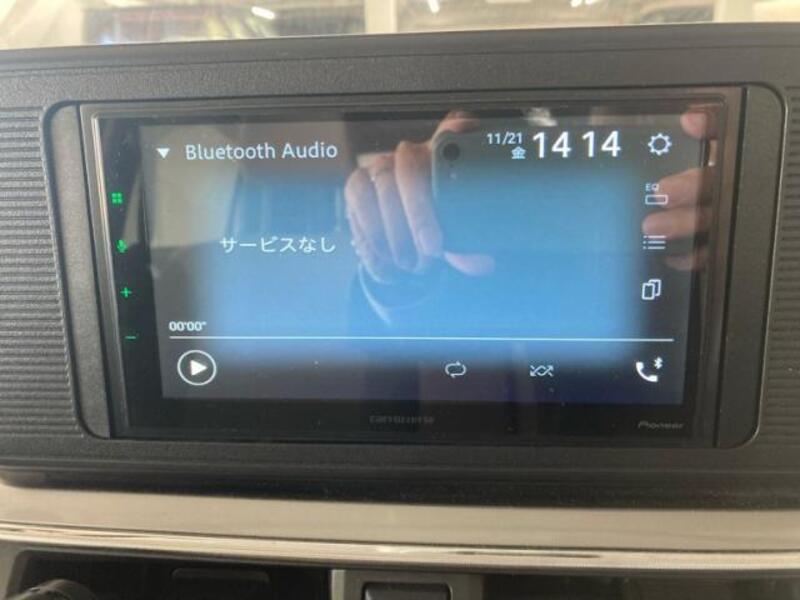 Bluetooth Audio
11/21
金
14 14
EQ
サービスなし
00'00"
carrozzeria
Pioneer